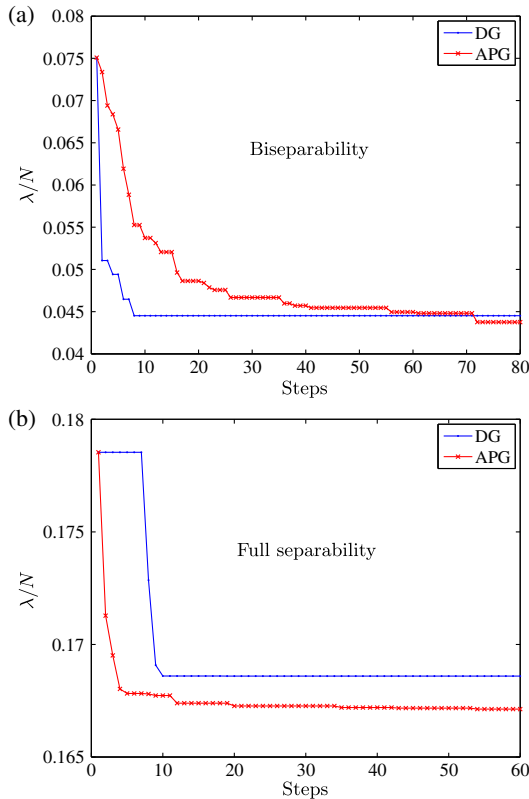 (a)
0.08
0.075
0.07
0.065
0.06
0.055
0.05
0.045
0.04
λ/N
DG
APG
Biseparability
0 10 20 30 40 50 60 70 80
Steps
(b)
0.18
0.175
0.17
0.165
λ/N
DG
APG
Full separability
0 10 20 30 40 50 60
Steps